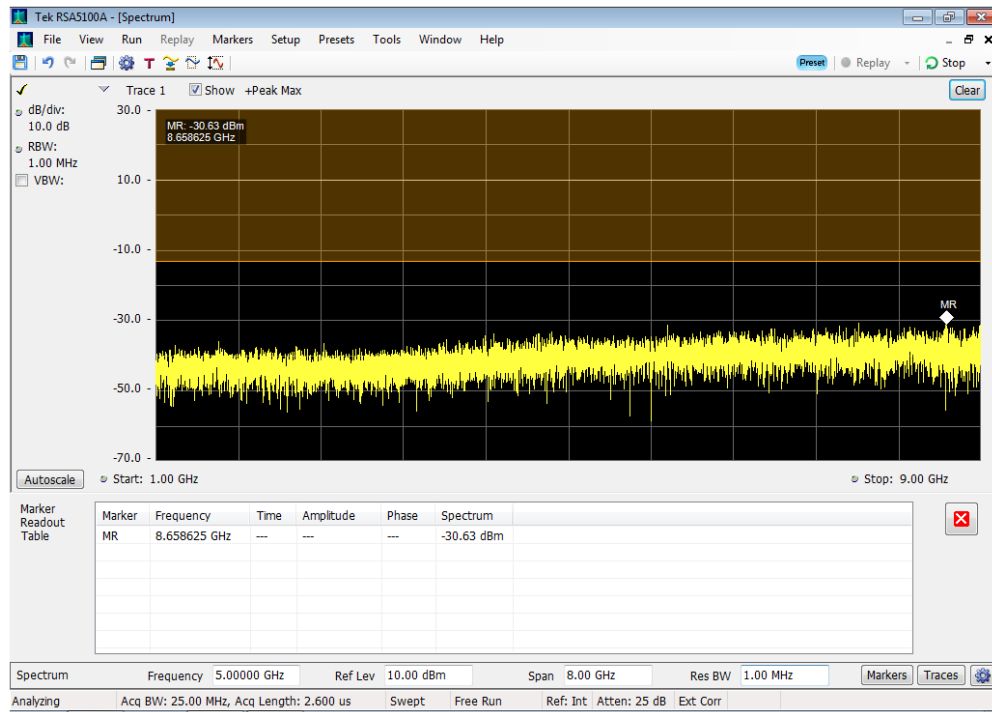 Tek RSA5100A - [Spectrum]
File View Run Replay Markers Setup Presets Tools Window Help
T Preset Replay Stop
Trace 1 Show +Peak Max Clear
dB/div:
10.0 dB
RBW:
1.00 MHz
VBW:
30.0
MR: -30.63 dBm
8.658625 GHz
10.0
-10.0
MR
-30.0
-50.0
-70.0
Autoscale Start: 1.00 GHz Stop: 9.00 GHz
Marker
Readout
Table
Marker Frequency Time Amplitude Phase Spectrum
MR 8.658625 GHz --- --- --- -30.63 dBm
Spectrum Frequency 5.00000 GHz Ref Lev 10.00 dBm Span 8.00 GHz Res BW 1.00 MHz Markers Traces
Analyzing Acq BW: 25.00 MHz, Acq Length: 2.600 us Swept Free Run Ref: Int Atten: 25 dB Ext Corr